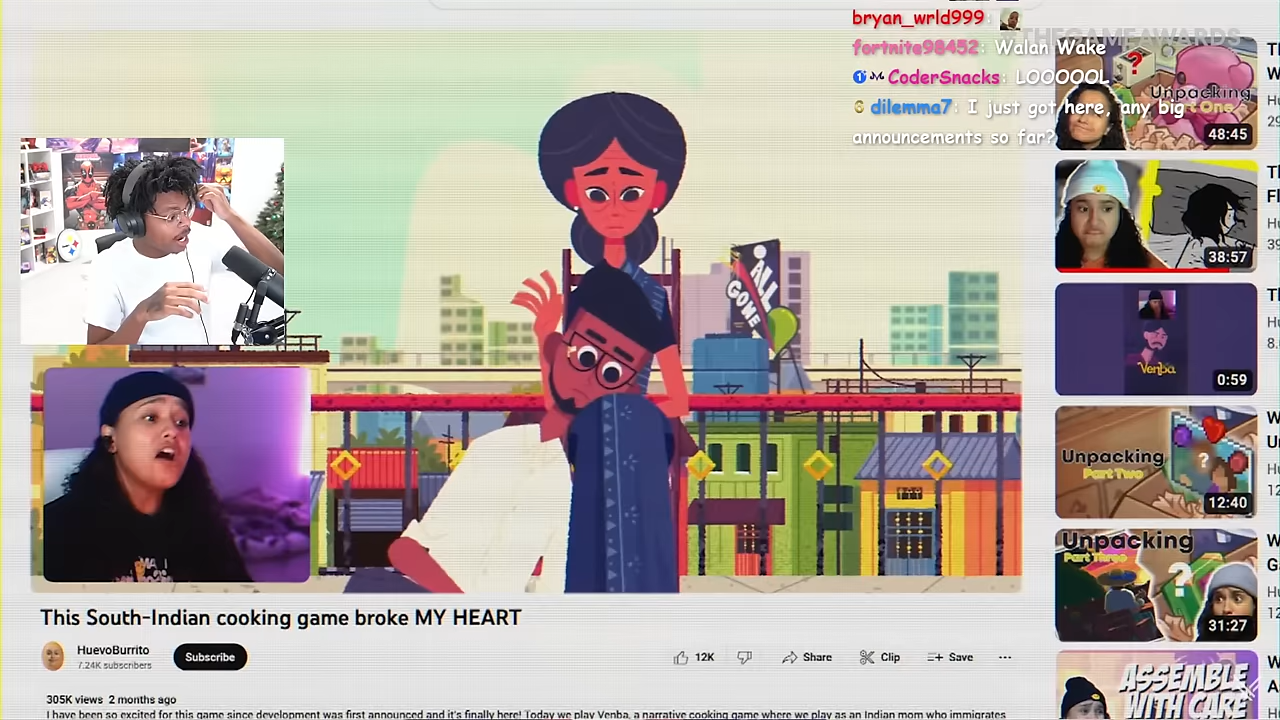 bryan_wrld999:
#THEGAMEAWARDS
fortnite98452: Walah Wake
CoderSnacks: LOOOOOL
dilemma7: I just got here, any big
announcements so far?
Unpacking
Part One
48:45
38:57
ALL
GONE
Venba
0:59
Unpacking
Part Two
12:40
Unpacking
Part Three
31:27
ASSEMBLE
WITH CARE
This South-Indian cooking game broke MY HEART
HuevoBurrito
7.24K subscribers
Subscribe
12K
Share
Clip
Save
305K views 2 months ago
I have been so excited for this game since development was first announced and it's finally here! Today we play Venba, a narrative cooking game where we play as an Indian mom who immigrates